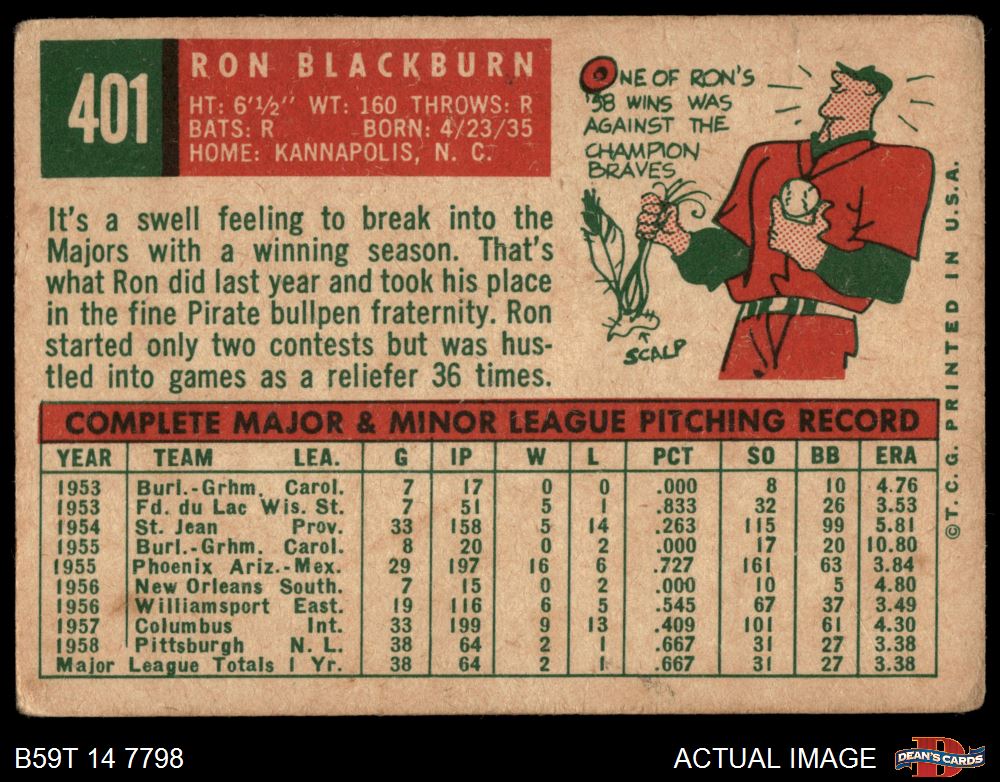 401
RON BLACKBURN
HT: 6'1/2" WT: 160 THROWS: R
BATS: R BORN: 4/23/35
HOME: KANNAPOLIS, N. C.
ONE OF RON'S
'58 WINS WAS
AGAINST THE
CHAMPION
BRAVES
SCALP
It's a swell feeling to break into the
Majors with a winning season. That's
what Ron did last year and took his place
in the fine Pirate bullpen fraternity. Ron
started only two contests but was hus-
tled into games as a reliefer 36 times.
COMPLETE MAJOR & MINOR LEAGUE PITCHING RECORD
YEAR TEAM LEA. G IP W L PCT SO BB ERA
1953 Burl.-Grhm. Carol. 7 17 0 0 .000 8 10 4.76
1953 Fd. du Lac Wis. St. 7 51 5 1 .833 32 26 3.53
1954 St. Jean Prov. 33 158 5 14 .263 115 99 5.81
1955 Burl.-Grhm. Carol. 8 20 0 2 .000 17 20 10.80
1955 Phoenix Ariz.-Mex. 29 197 16 6 .727 161 63 3.84
1956 New Orleans South. 7 15 0 2 .000 10 5 4.80
1956 Williamsport East. 19 116 6 5 .545 67 37 3.49
1957 Columbus Int. 33 199 9 13 .409 101 61 4.30
1958 Pittsburgh N. L. 38 64 2 1 .667 31 27 3.38
Major League Totals 1 Yr. 38 64 2 1 .667 31 27 3.38
© T. C. G. PRINTED IN U.S.A.
B59T 14 7798
ACTUAL IMAGE
D
DEAN'S CARDS